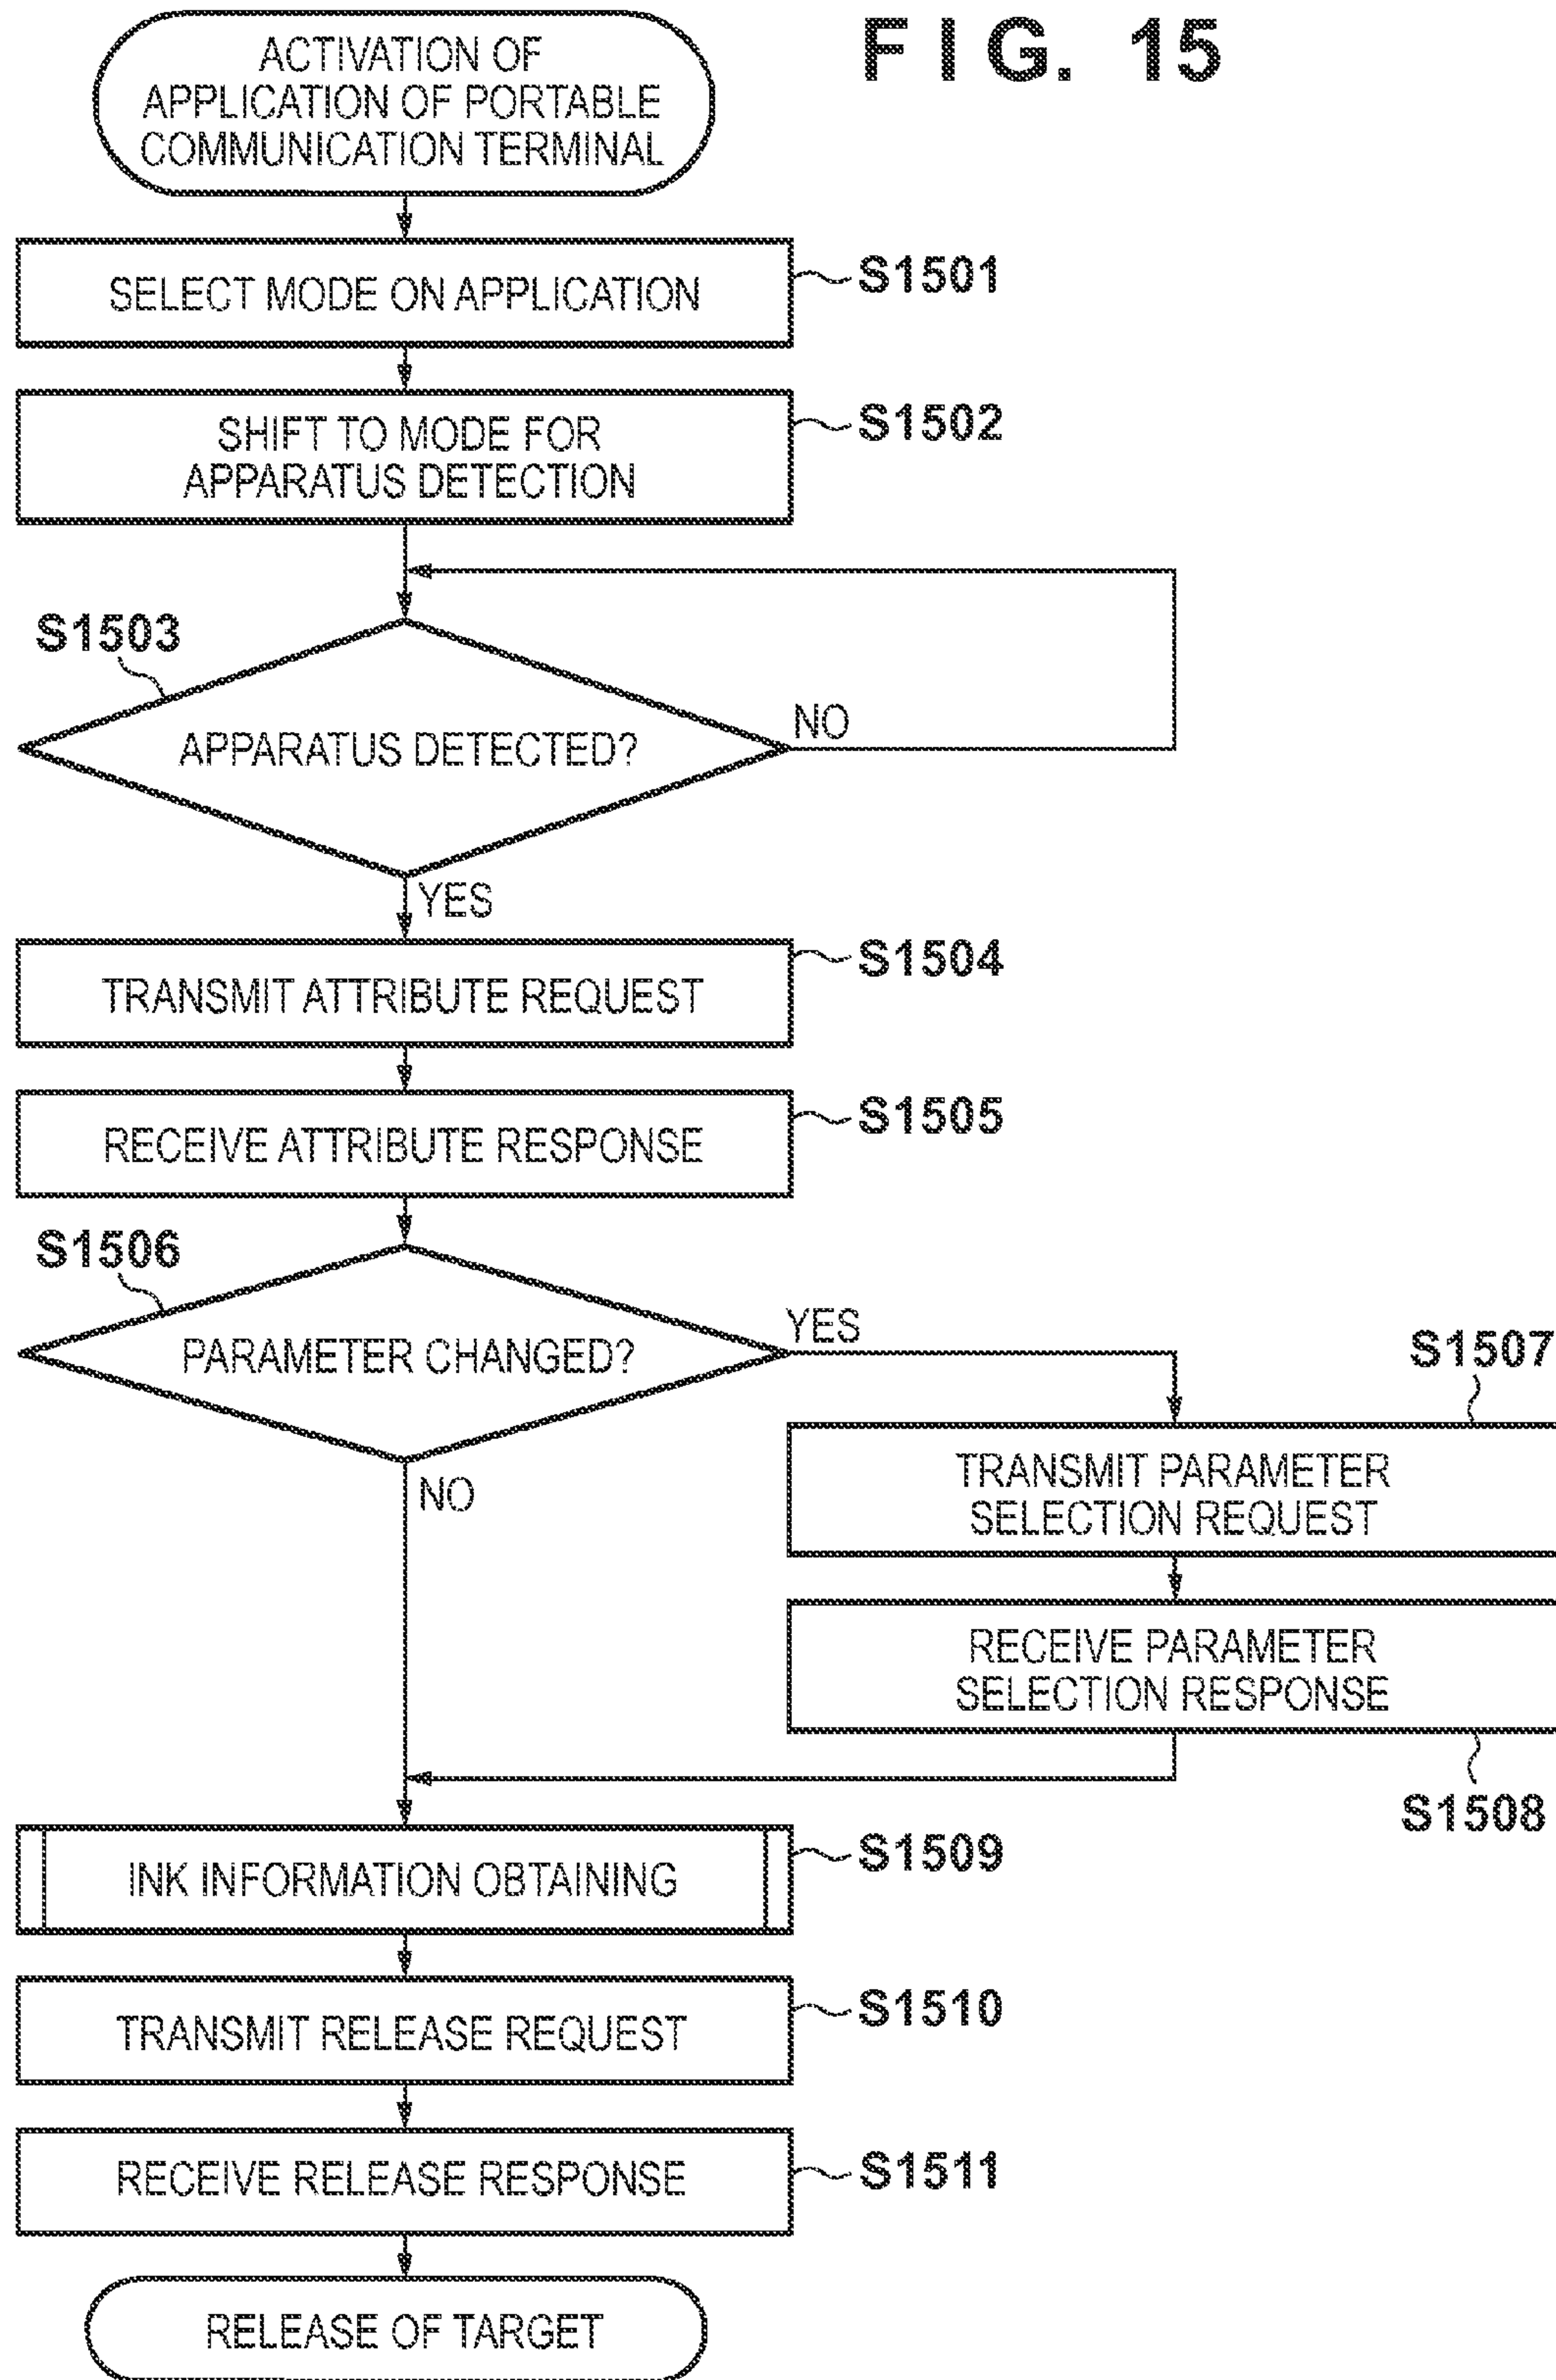 FIG. 15
ACTIVATION OF
APPLICATION OF PORTABLE
COMMUNICATION TERMINAL
SELECT MODE ON APPLICATION
S1501
SHIFT TO MODE FOR
APPARATUS DETECTION
S1502
S1503
APPARATUS DETECTED?
NO
YES
TRANSMIT ATTRIBUTE REQUEST
S1504
RECEIVE ATTRIBUTE RESPONSE
S1505
S1506
PARAMETER CHANGED?
YES
NO
S1507
TRANSMIT PARAMETER
SELECTION REQUEST
RECEIVE PARAMETER
SELECTION RESPONSE
S1508
INK INFORMATION OBTAINING
S1509
TRANSMIT RELEASE REQUEST
S1510
RECEIVE RELEASE RESPONSE
S1511
RELEASE OF TARGET